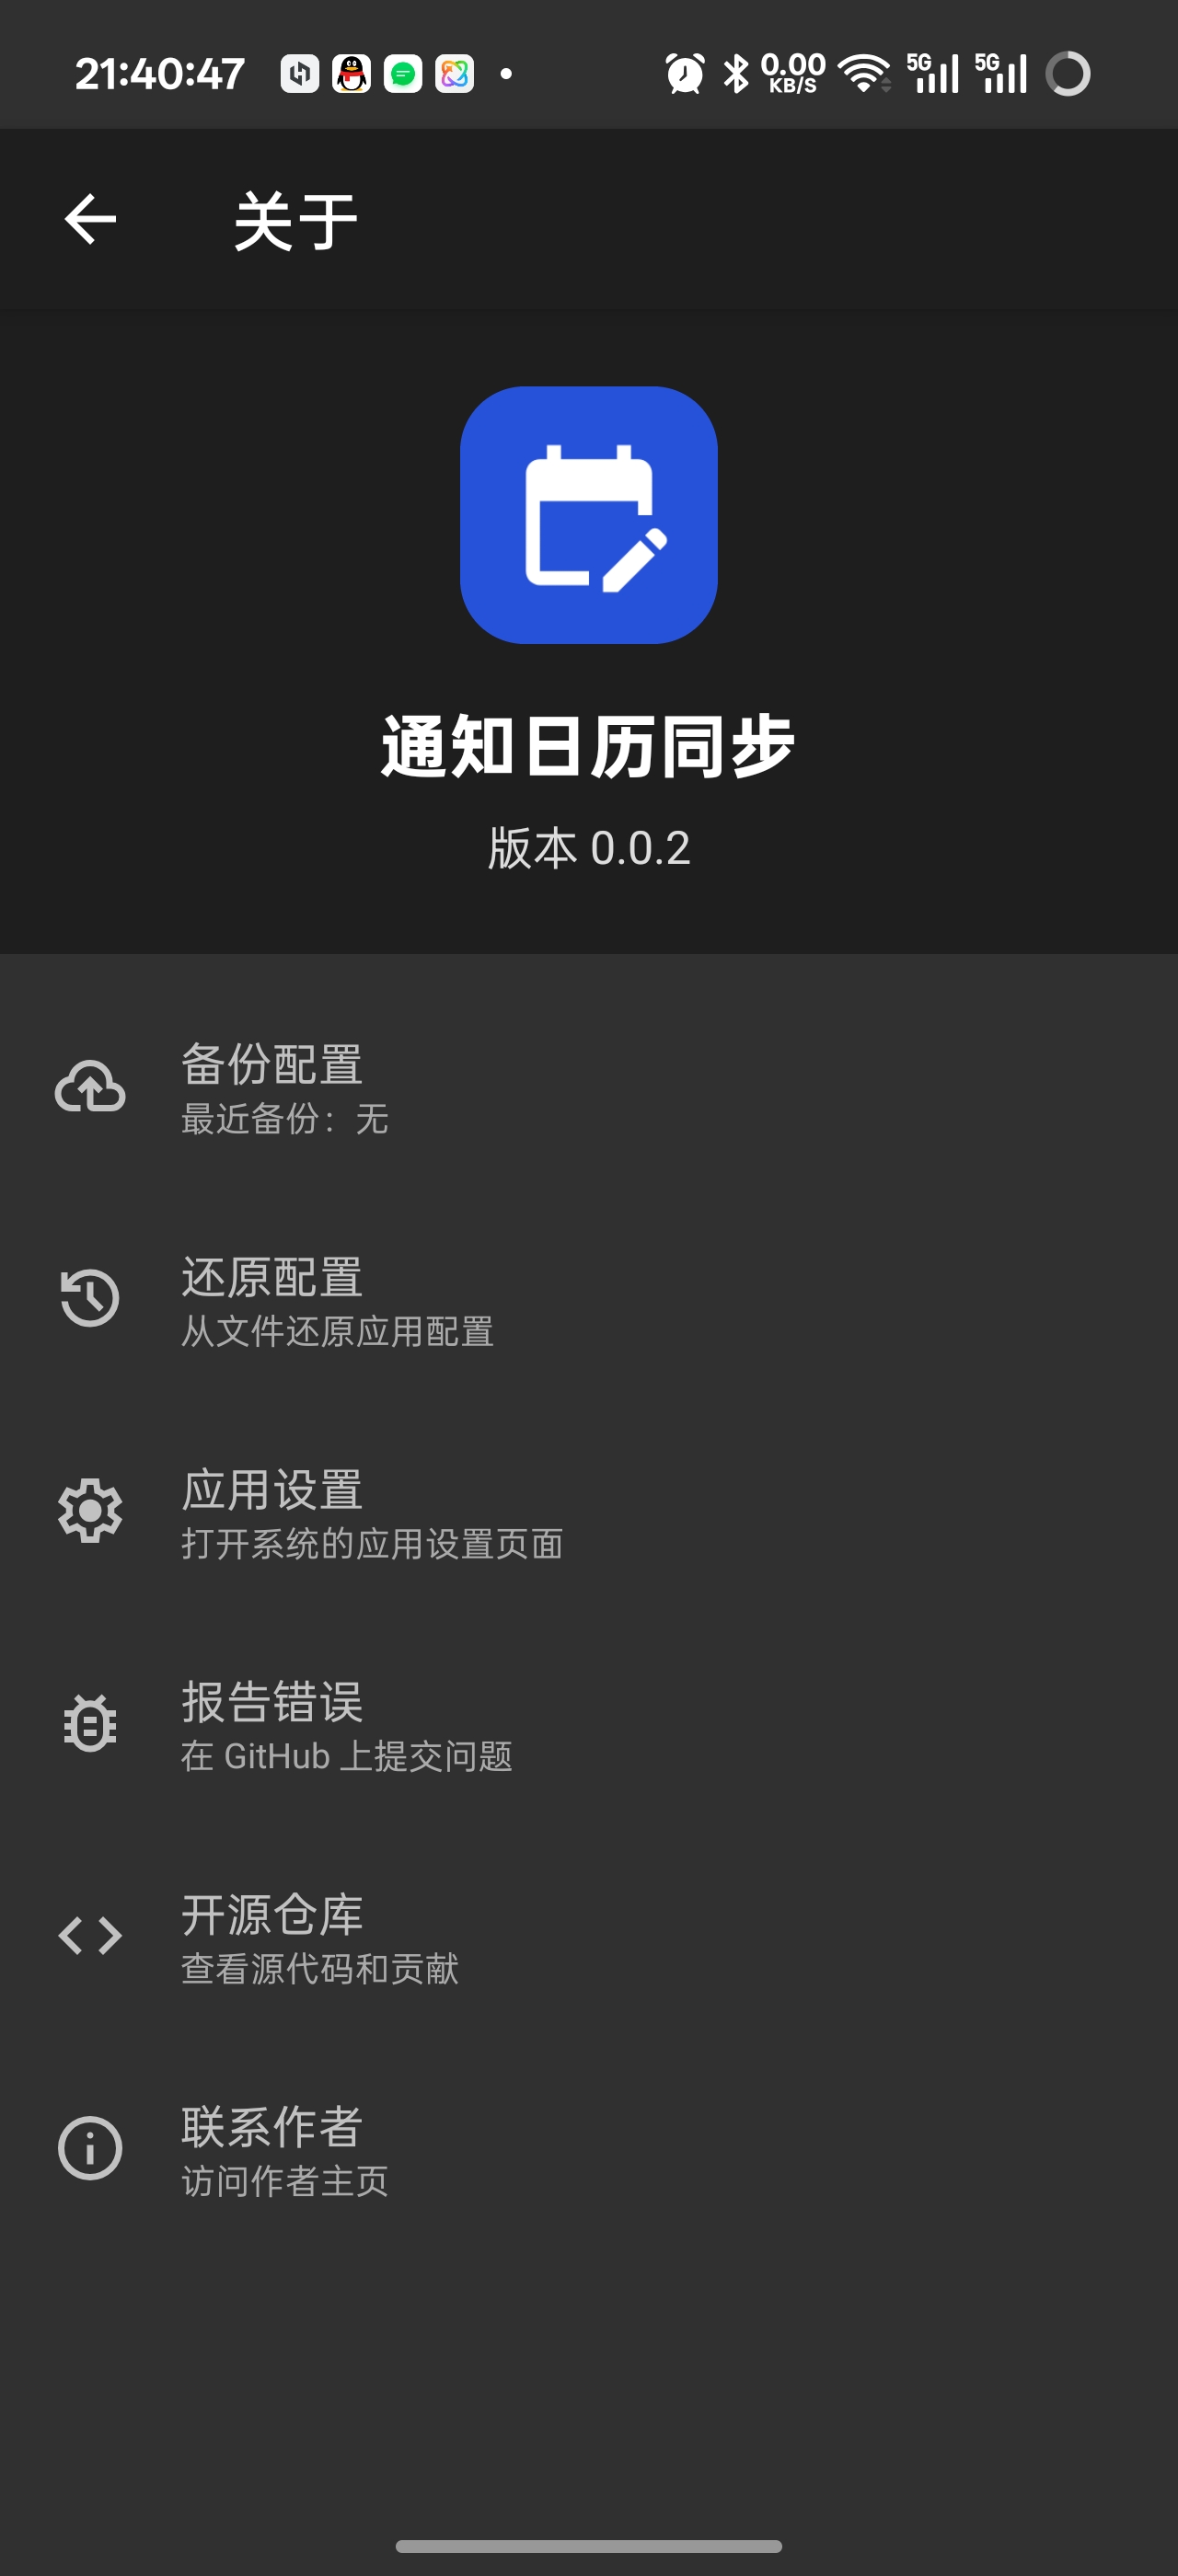 21:40:47
0.00
KB/S
5G
5G
关于
通知日历同步
版本 0.0.2
备份配置
最近备份：无
还原配置
从文件还原应用配置
应用设置
打开系统的应用设置页面
报告错误
在 GitHub 上提交问题
开源仓库
查看源代码和贡献
联系作者
访问作者主页